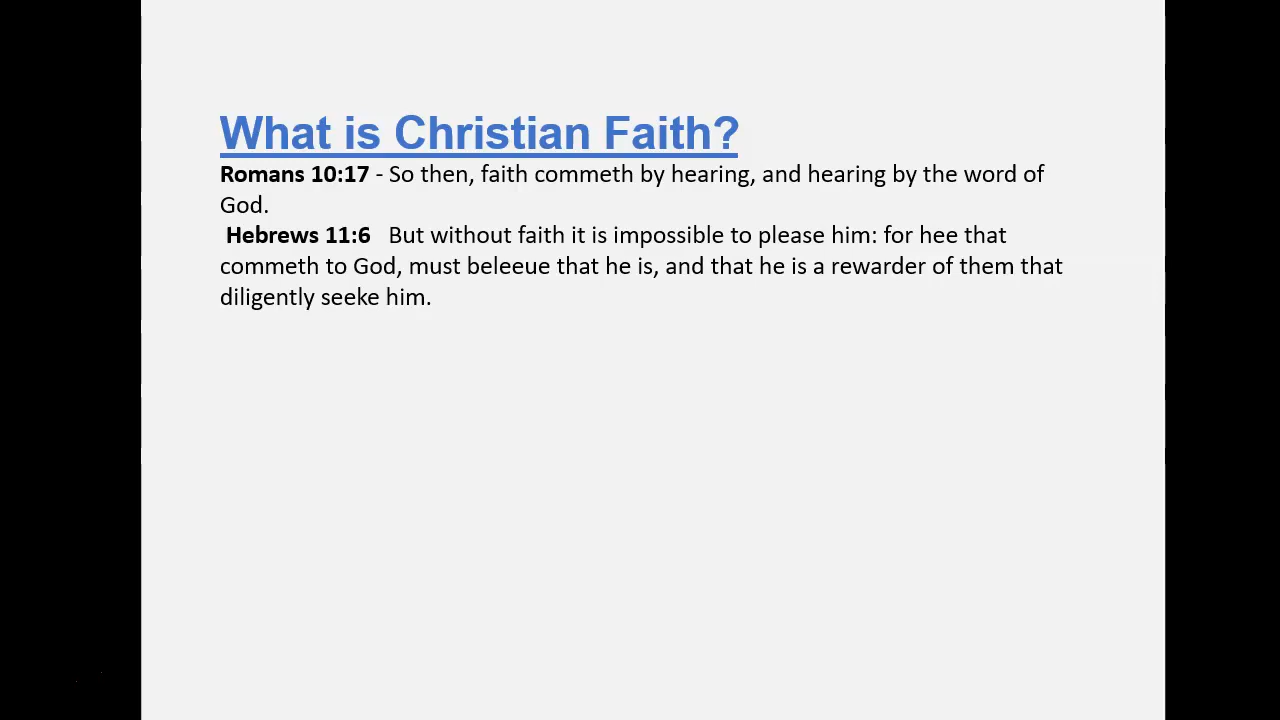 What is Christian Faith?
Romans 10:17 - So then, faith commeth by hearing, and hearing by the word of
God.
Hebrews 11:6 But without faith it is impossible to please him: for hee that
commeth to God, must beleeue that he is, and that he is a rewarder of them that
diligently seeke him.